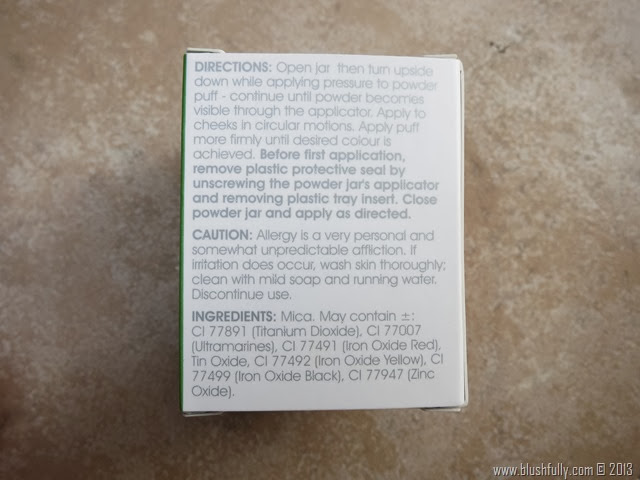 DIRECTIONS: Open jar then turn upside
down while applying pressure to powder
puff - continue until powder becomes
visible through the applicator. Apply to
cheeks in circular motions. Apply puff
more firmly until desired colour is
achieved. Before first application,
remove plastic protective seal by
unscrewing the powder jar's applicator
and removing plastic tray insert. Close
powder jar and apply as directed.
CAUTION: Allergy is a very personal and
somewhat unpredictable affliction. If
irritation does occur, wash skin thoroughly;
clean with mild soap and running water.
Discontinue use.
INGREDIENTS: Mica. May contain ±:
CI 77891 (Titanium Dioxide), CI 77007
(Ultramarines), CI 77491 (Iron Oxide Red),
Tin Oxide, CI 77492 (Iron Oxide Yellow), CI
77499 (Iron Oxide Black), CI 77947 (Zinc
Oxide).
www.blushfully.com © 2013